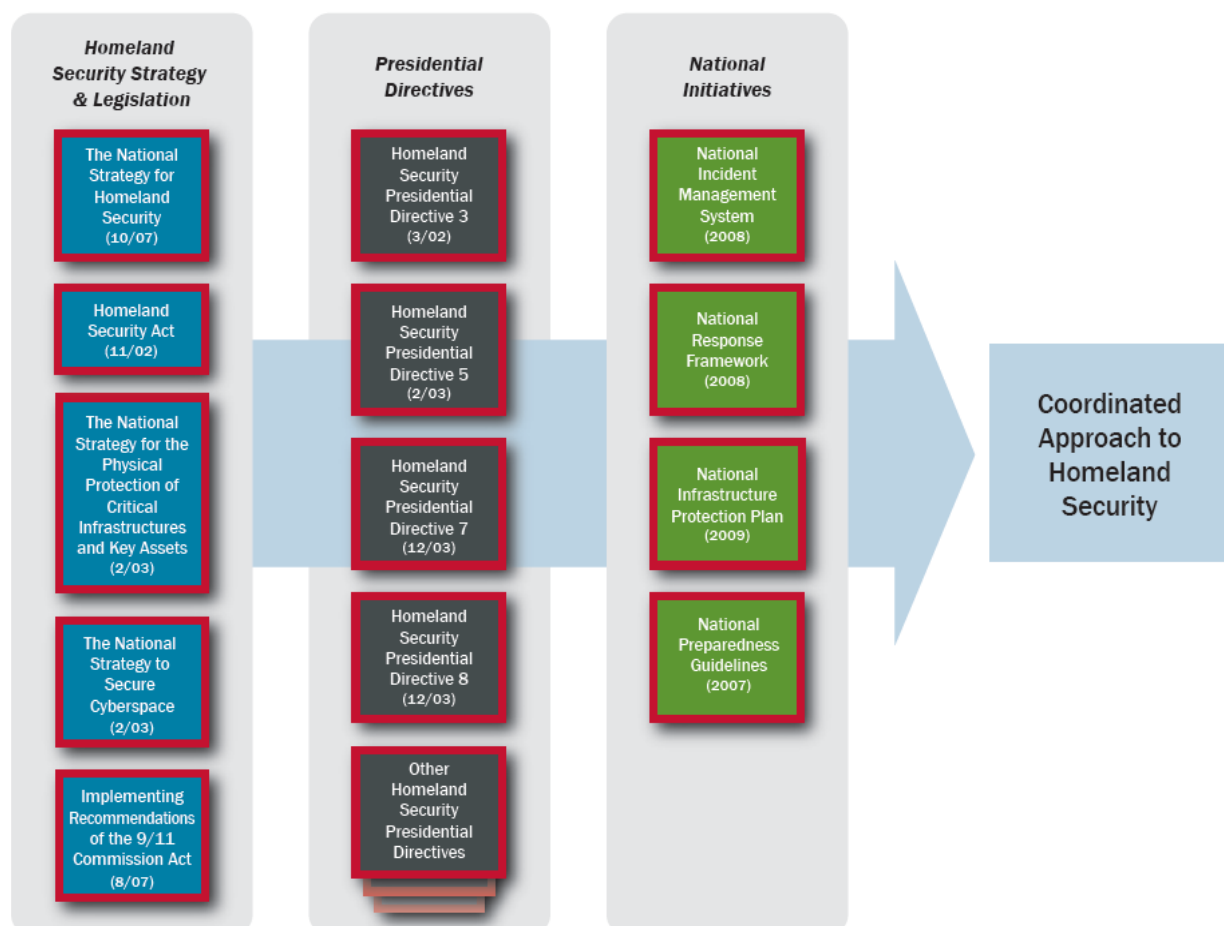 Homeland
Security Strategy
& Legislation
The National
Strategy for
Homeland
Security
(10/07)
Homeland
Security Act
(11/02)
The National
Strategy for the
Physical
Protection of
Critical
Infrastructures
and Key Assets
(2/03)
The National
Strategy to
Secure
Cyberspace
(2/03)
Implementing
Recommendations
of the 9/11
Commission Act
(8/07)
Presidential
Directives
Homeland
Security
Presidential
Directive 3
(3/02)
Homeland
Security
Presidential
Directive 5
(2/03)
Homeland
Security
Presidential
Directive 7
(12/03)
Homeland
Security
Presidential
Directive 8
(12/03)
Other
Homeland
Security
Presidential
Directives
National
Initiatives
National
Incident
Management
System
(2008)
National
Response
Framework
(2008)
National
Infrastructure
Protection Plan
(2009)
National
Preparedness
Guidelines
(2007)
Coordinated
Approach to
Homeland
Security